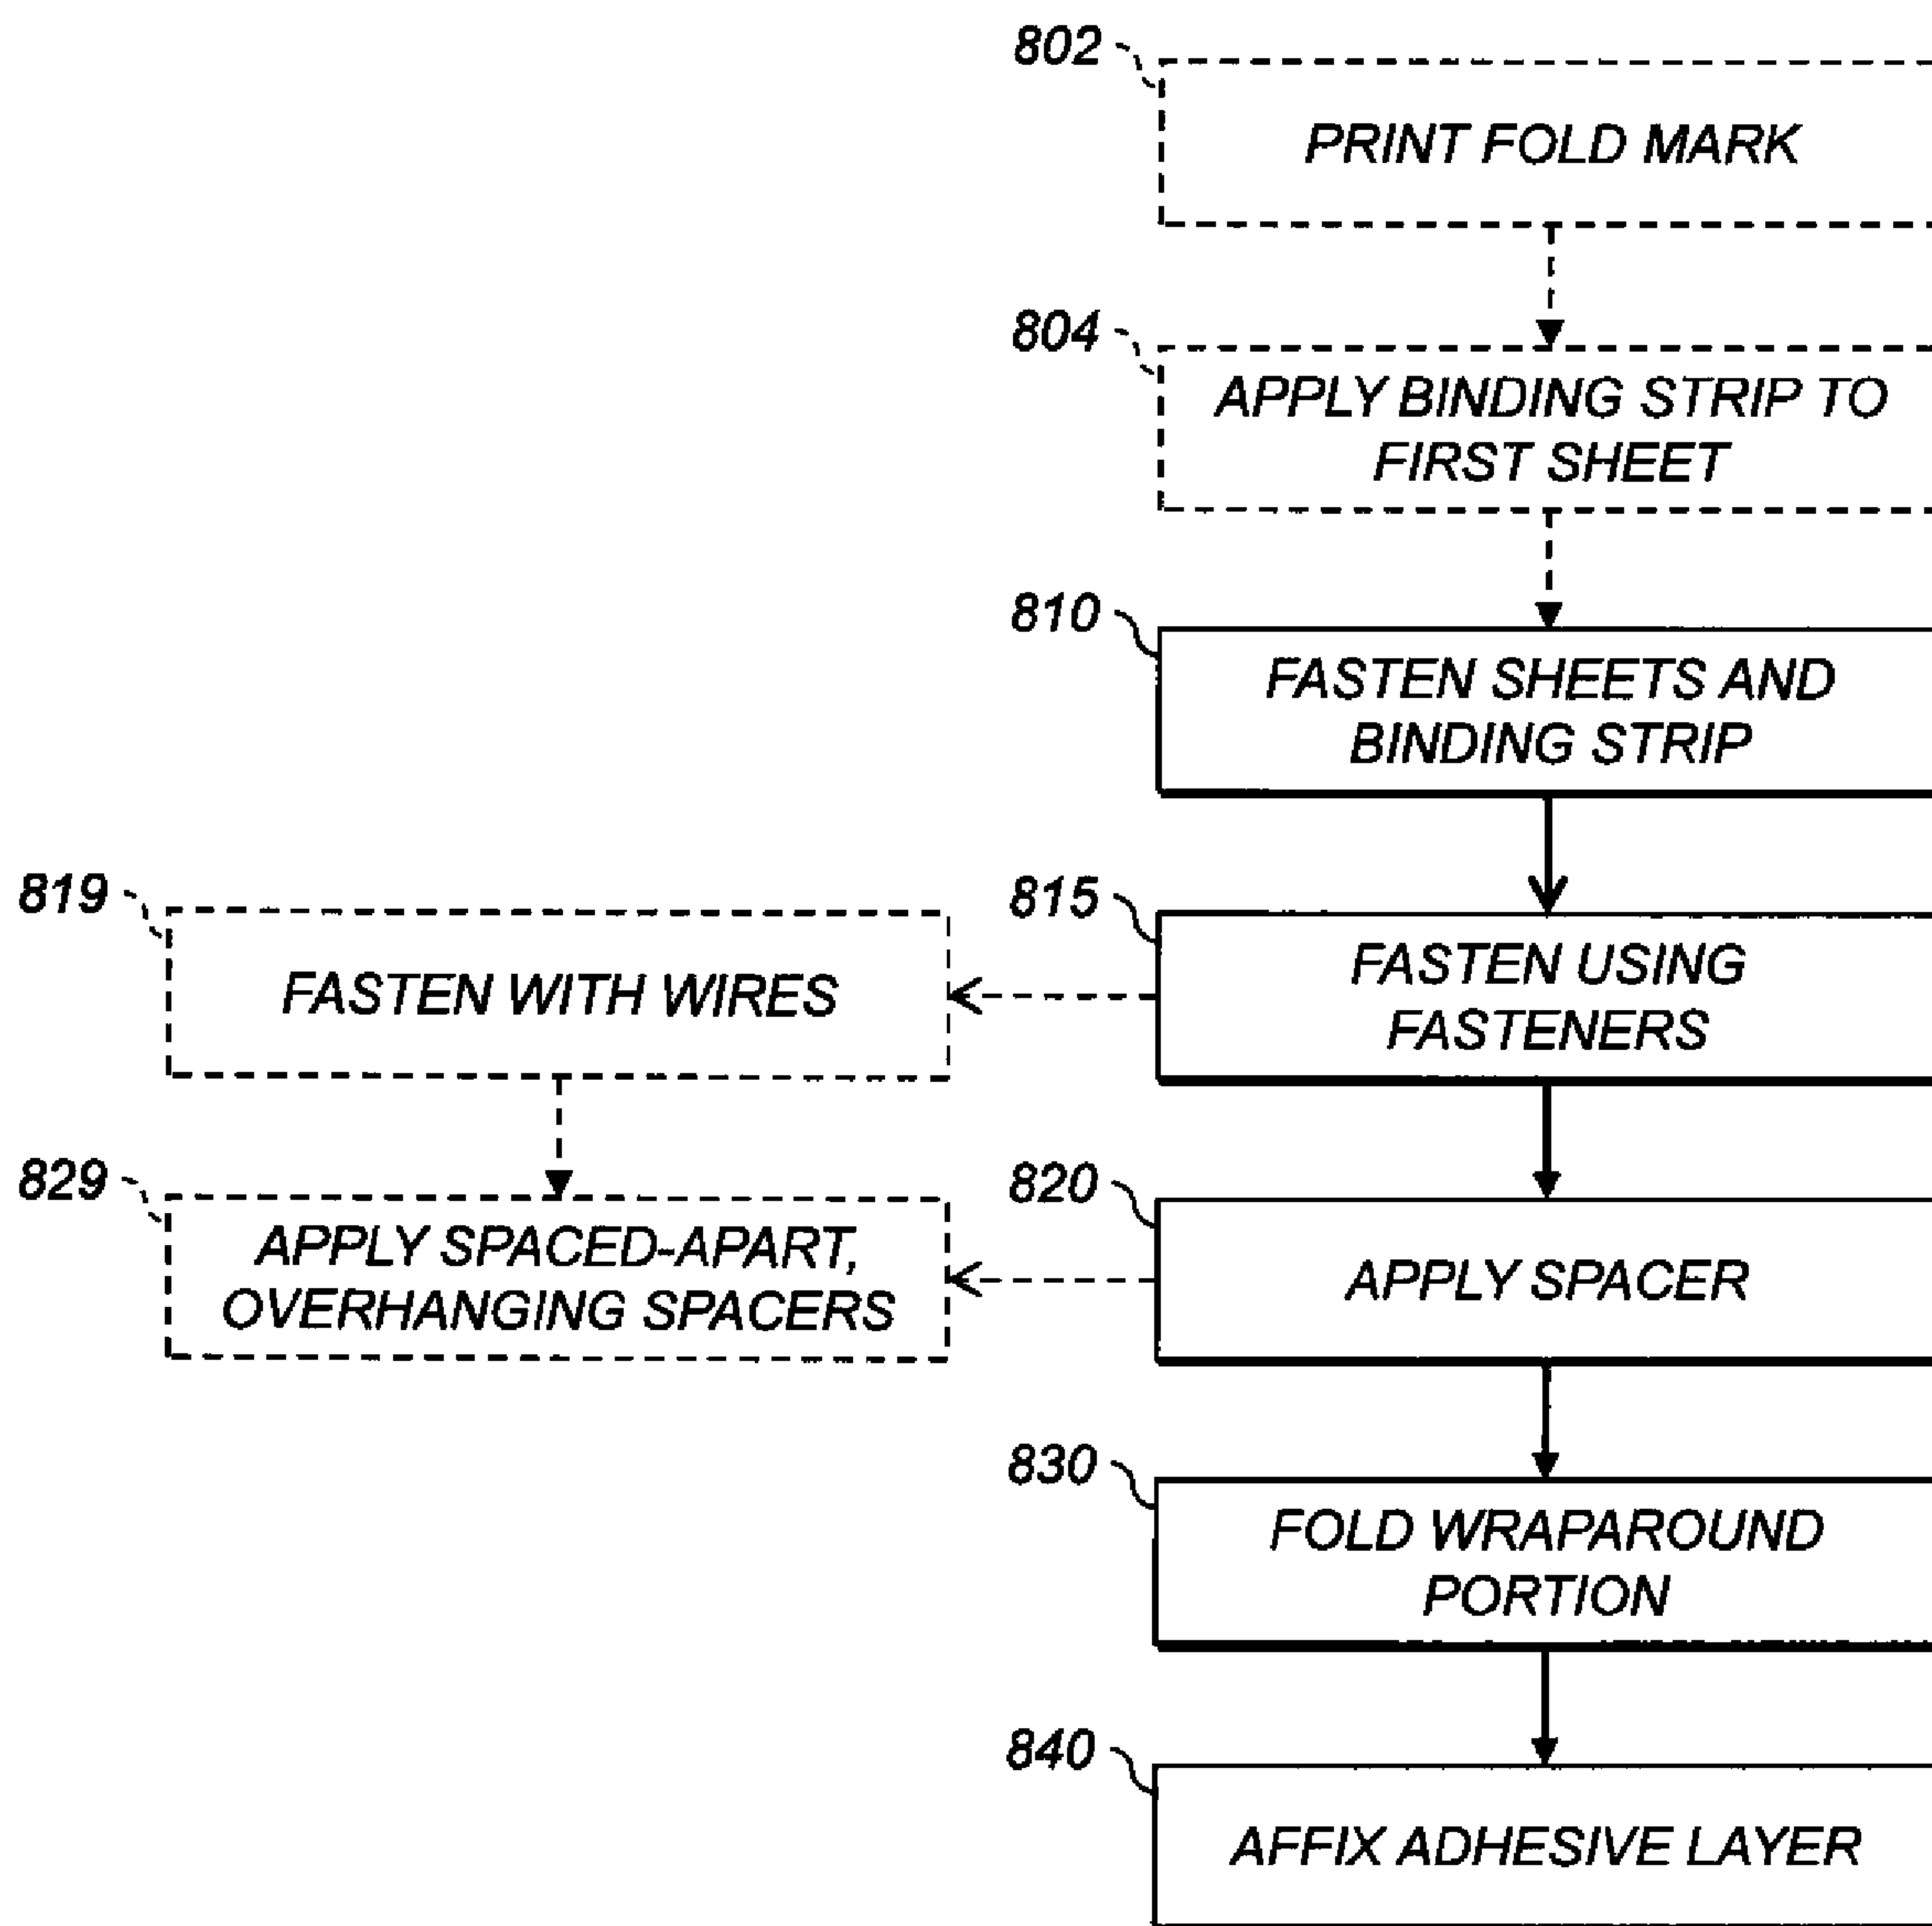 802
PRINT FOLD MARK
804
APPLY BINDING STRIP TO
FIRST SHEET
810
FASTEN SHEETS AND
BINDING STRIP
819
FASTEN WITH WIRES
815
FASTEN USING
FASTENERS
829
APPLY SPACED-APART,
OVERHANGING SPACERS
820
APPLY SPACER
830
FOLD WRAPAROUND
PORTION
840
AFFIX ADHESIVE LAYER